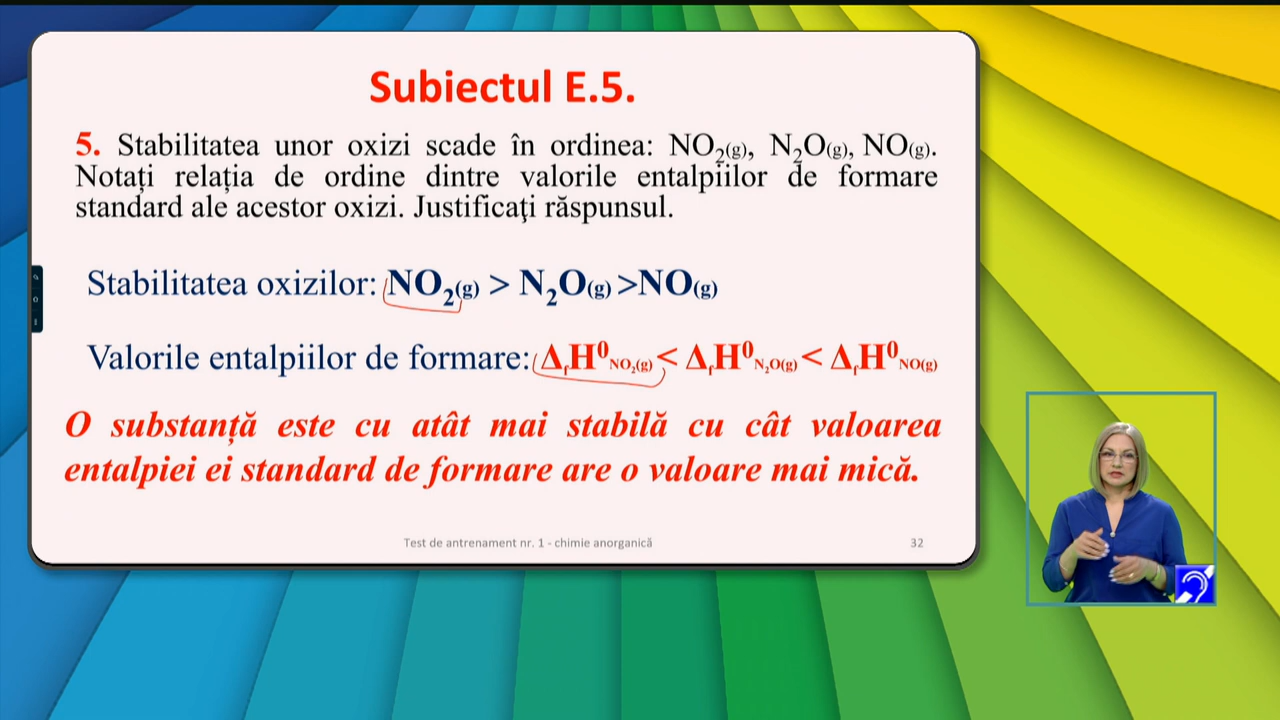 Subiectul E.5.
5. Stabilitatea unor oxizi scade în ordinea: NO₂(g), N₂O(g), NO(g).
Notați relația de ordine dintre valorile entalpiilor de formare
standard ale acestor oxizi. Justificaţi răspunsul.
Stabilitatea oxizilor: NO₂(g) > N₂O(g) >NO(g)
Valorile entalpiilor de formare: ΔfH⁰NO₂(g) < ΔfH⁰N₂O(g) < ΔfH⁰NO(g)
O substanță este cu atât mai stabilă cu cât valoarea
entalpiei ei standard de formare are o valoare mai mică.
Test de antrenament nr. 1 - chimie anorganică 32